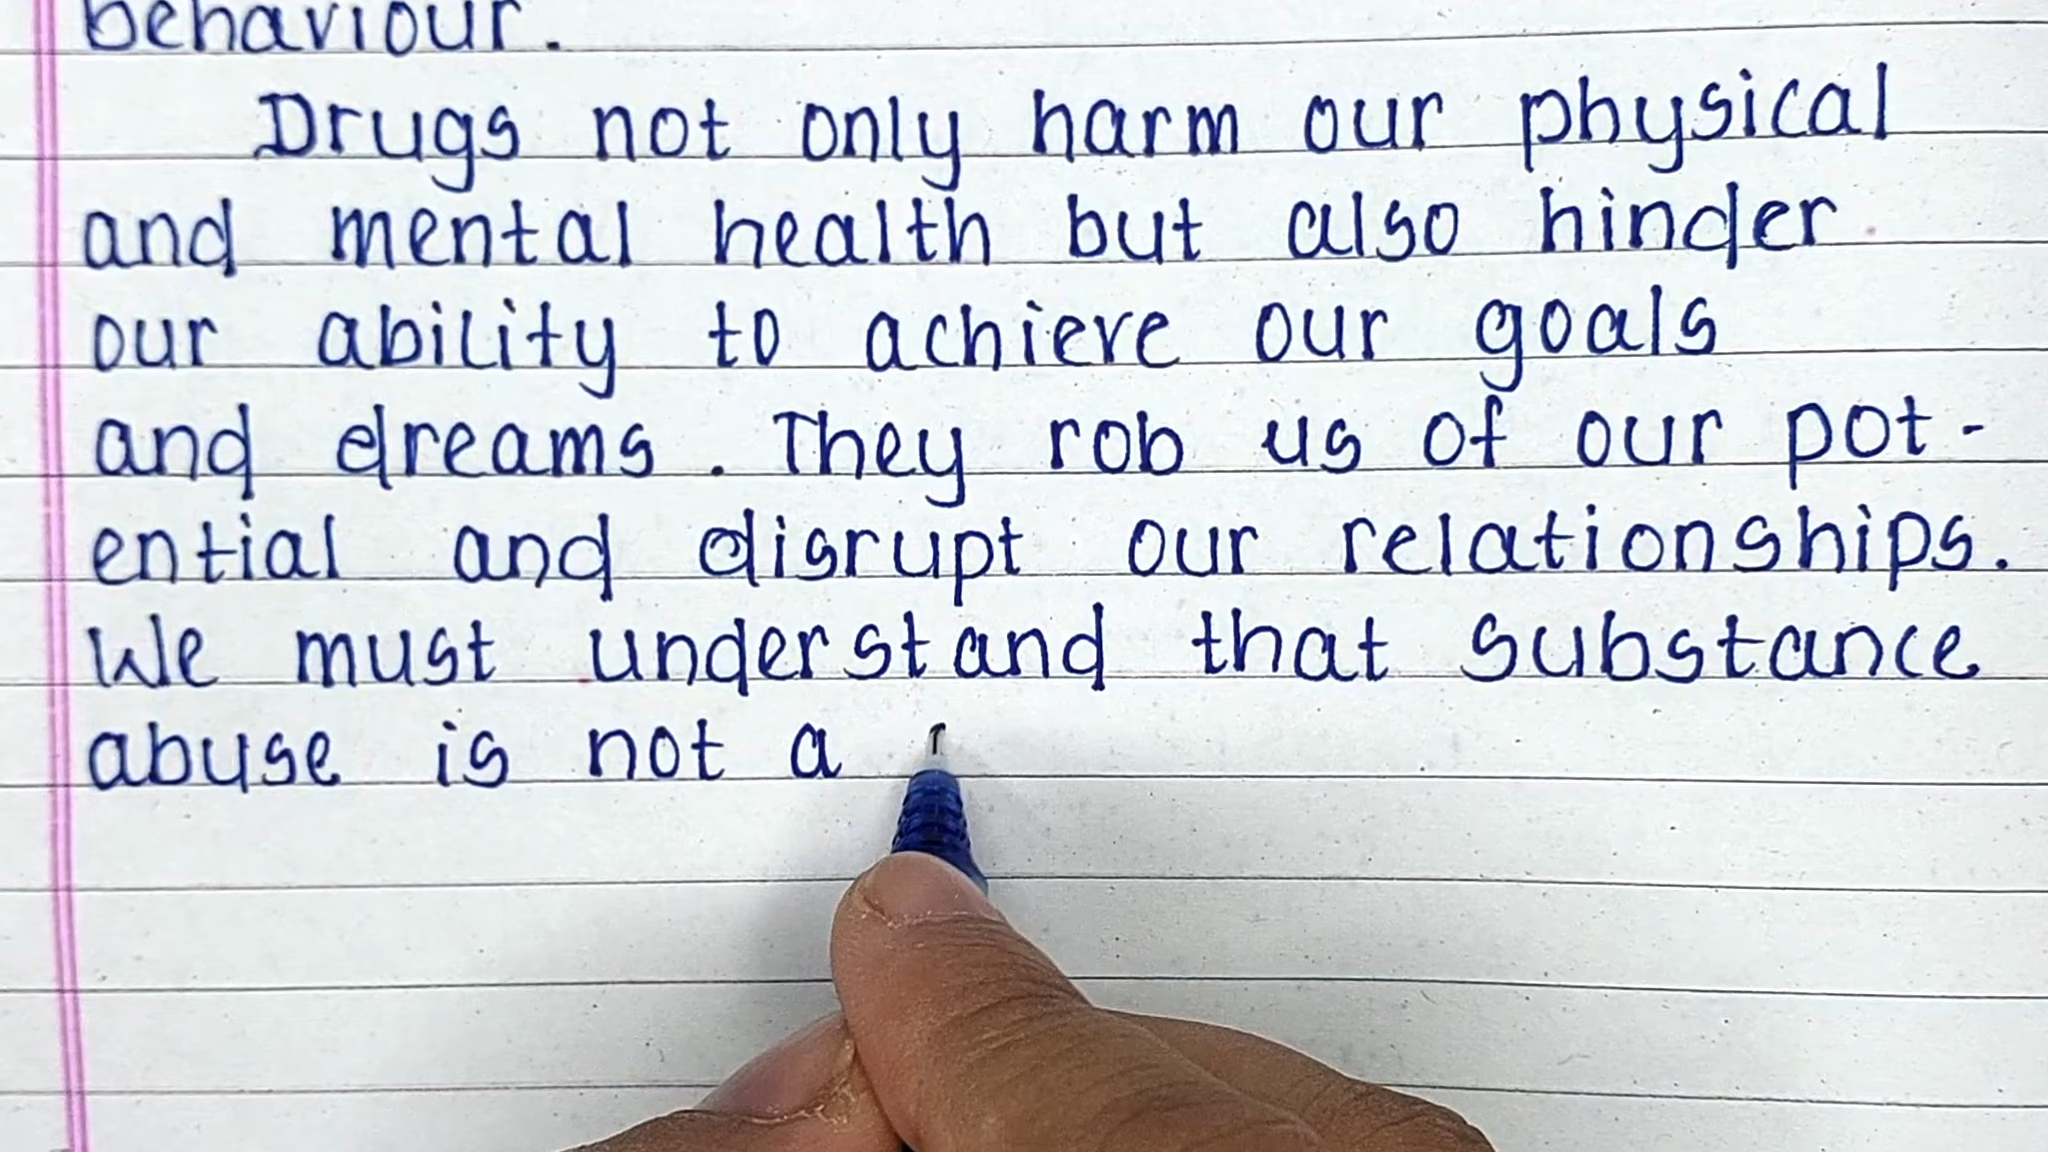 behaviour.
Drugs not only harm our physical
and mental health but also hinder
our ability to achieve our goals
and dreams. They rob us of our pot-
ential and disrupt our relationships.
We must understand that substance
abuse is not a